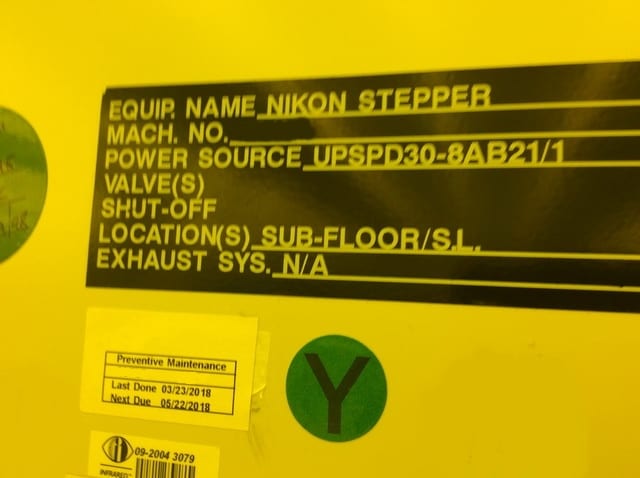 EQUIP. NAME NIKON STEPPER
MACH. NO.
POWER SOURCE UPSPD30-8AB21/1
VALVE(S)
SHUT-OFF
LOCATION(S) SUB-FLOOR/S.L.
EXHAUST SYS. N/A
Preventive Maintenance
Last Done 03/23/2018
Next Due 05/22/2018
Y
09-2004 3079
INFRARED